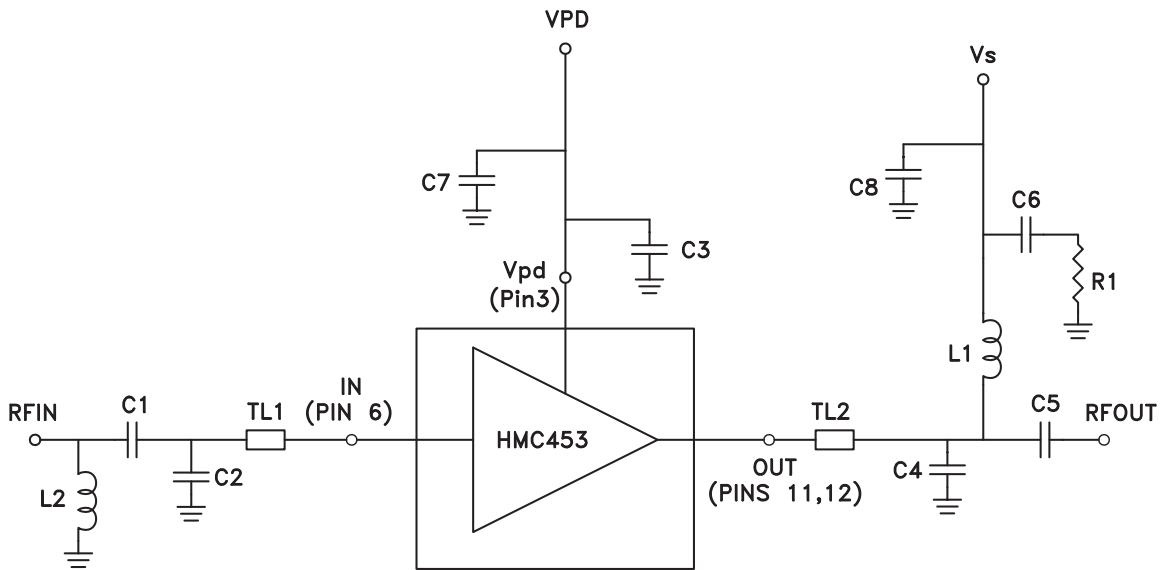 VPD
Vs
C7
C8
C6
C3
Vpd
(Pin3)
R1
L1
RFIN
C1
TL1
IN
(PIN 6)
HMC453
TL2
C5
RFOUT
L2
C2
OUT
(PINS 11,12)
C4